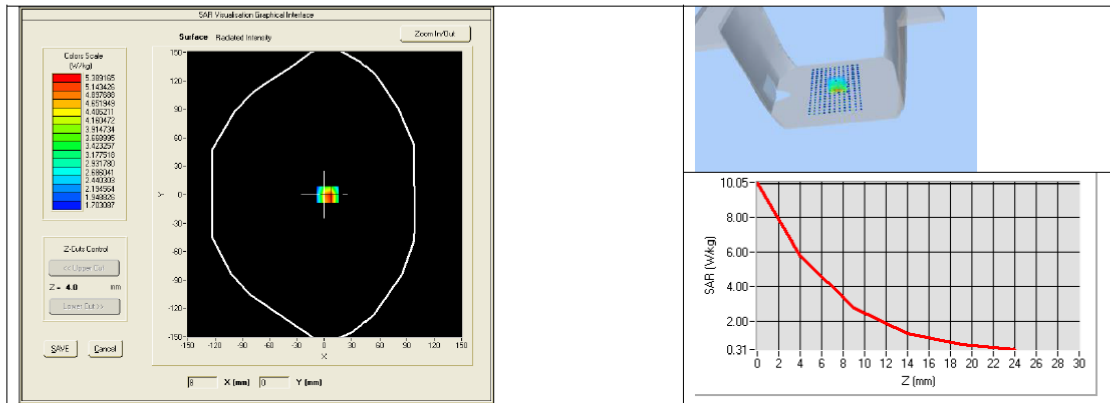 SAR Visualisation Graphical Interface
Surface Radiated Intensity
Zoom In/Out
Colors Scale
(W/kg)
5.389165
5.143426
4.897688
4.651949
4.406211
4.160472
3.914734
3.668995
3.423257
3.177518
2.931780
2.686041
2.440303
2.194564
1.948826
1.703087
Z-Cuts Control
<< Upper Cut
Z = 4.0 mm
Lower Cut >>
SAVE Cancel
150
120
90
60
30
0
-30
-60
-90
-120
-150
Y
-150 -120 -90 -60 -30 0 30 60 90 120 150
X
8 X (mm) 0 Y (mm)
10.05
8.00
6.00
4.00
2.00
0.31
SAR (W/kg)
0 2 4 6 8 10 12 14 16 18 20 22 24 26 28 30
Z (mm)